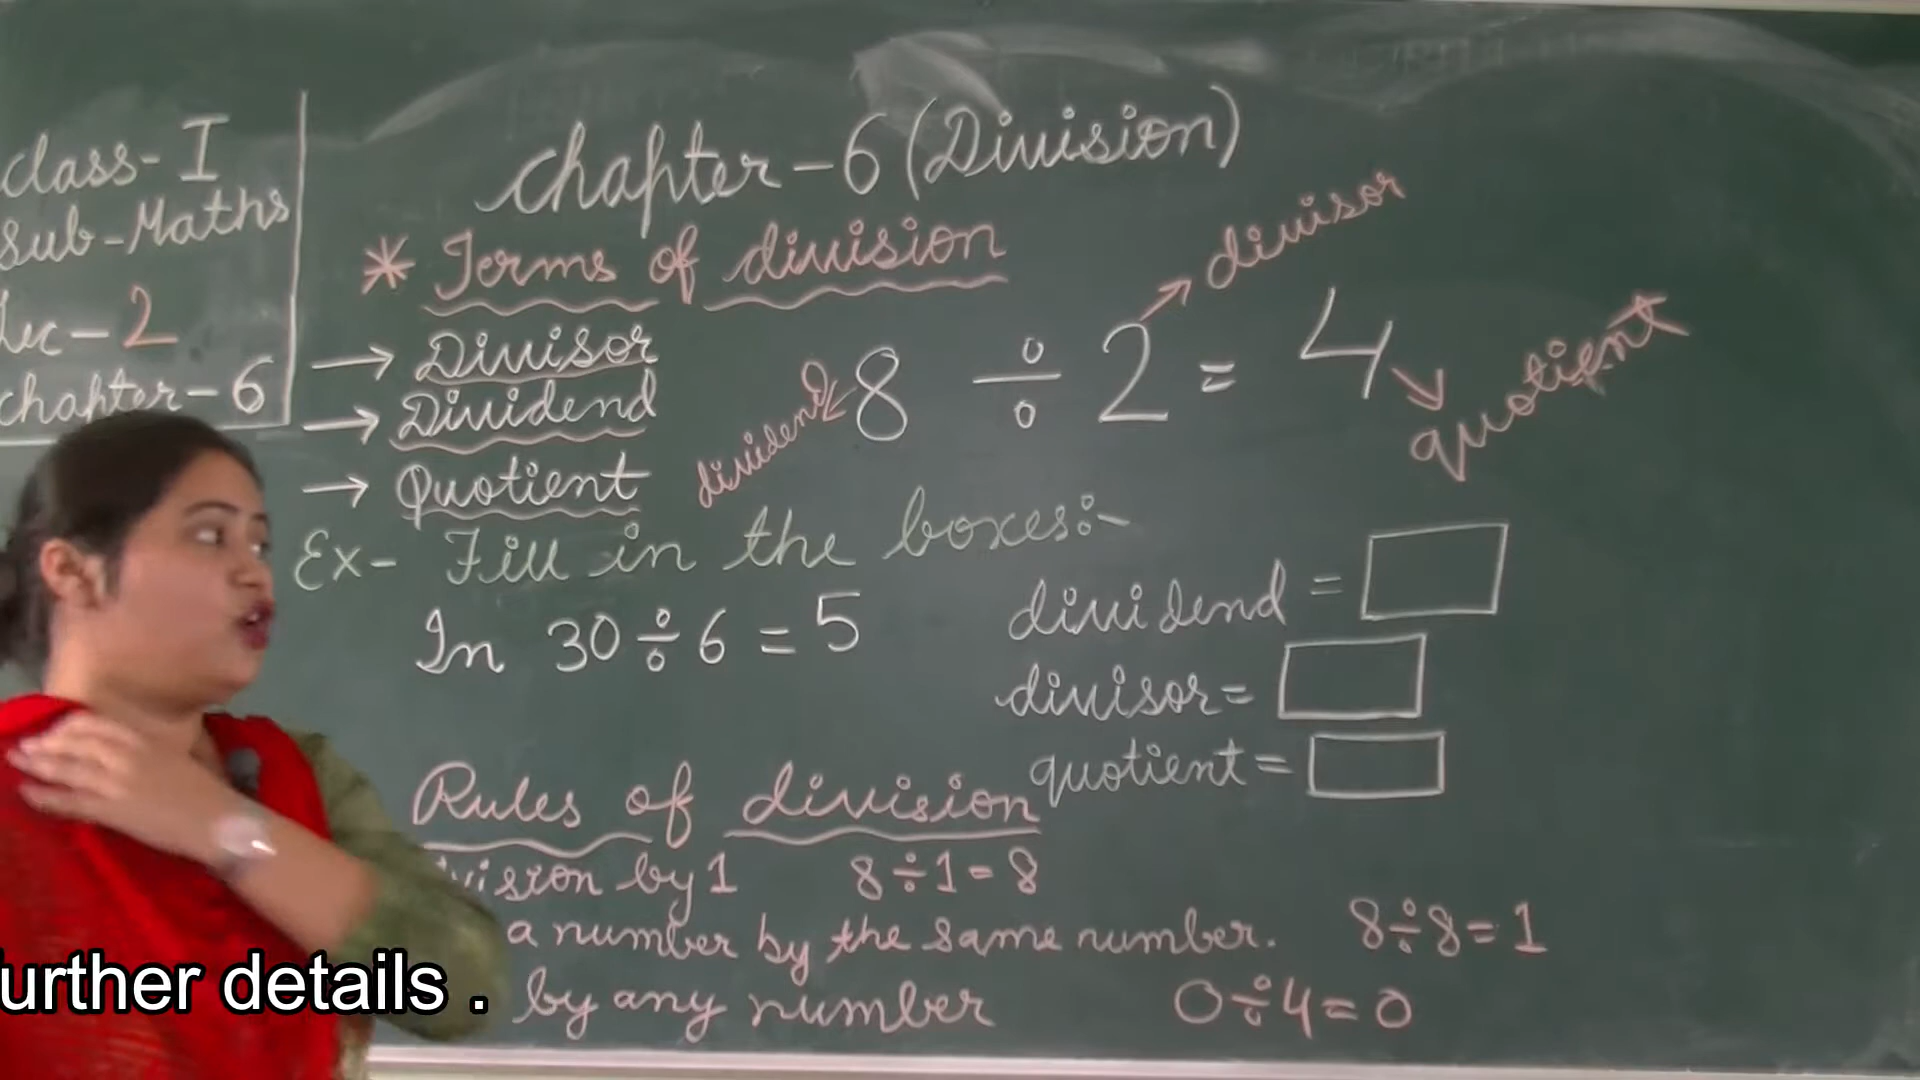 class-I
Sub-Maths
Lec-2
chapter-6
chapter-6 (Division)
* Terms of division
→ Divisor
→ Dividend
→ Quotient
8 ÷ 2 = 4
dividend
divisor
quotient
Ex- Fill in the boxes:-
In 30 ÷ 6 = 5
dividend =
divisor =
quotient =
Rules of division
by 1 8 ÷ 1 = 8
a number by the same number. 8 ÷ 8 = 1
by any number 0 ÷ 4 = 0
details .